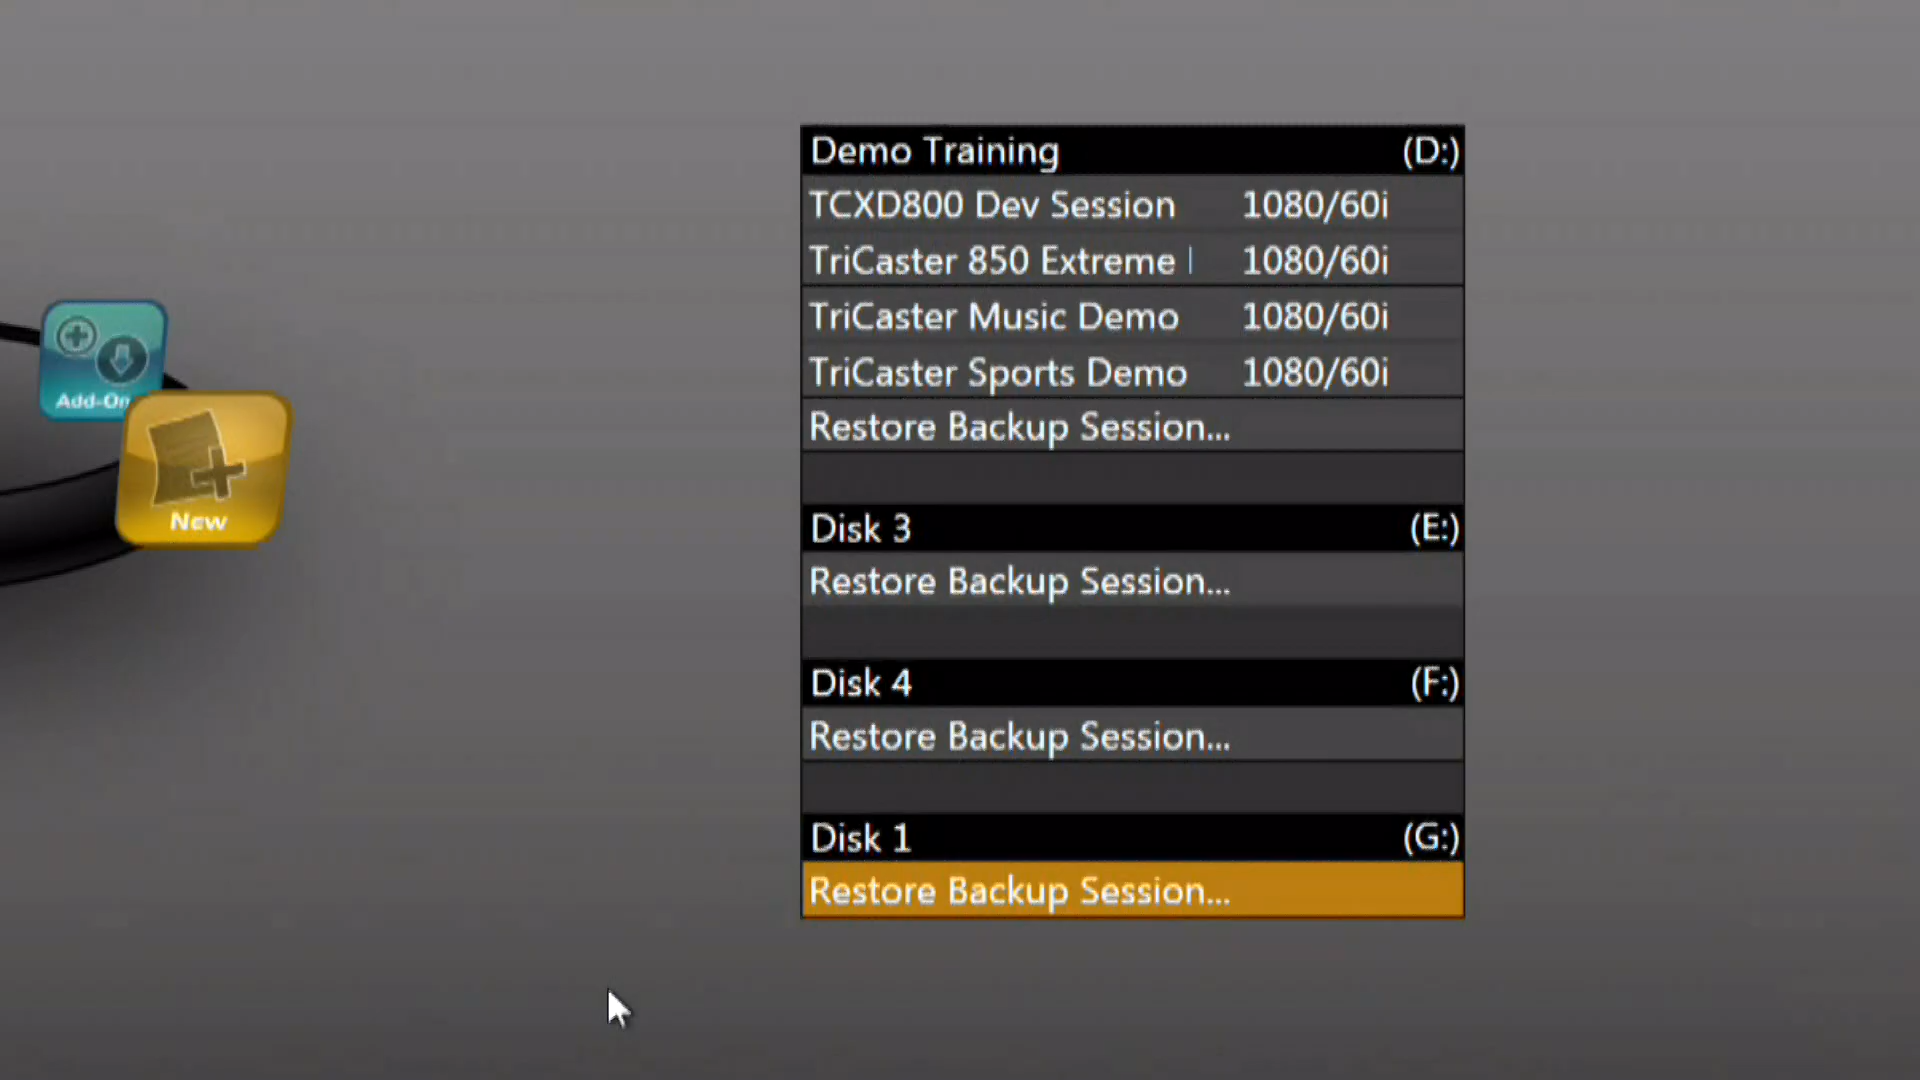 Demo Training (D:)
TCXD800 Dev Session 1080/60i
TriCaster 850 Extreme 1080/60i
TriCaster Music Demo 1080/60i
TriCaster Sports Demo 1080/60i
Restore Backup Session...
Disk 3 (E:)
Restore Backup Session...
Disk 4 (F:)
Restore Backup Session...
Disk 1 (G:)
Restore Backup Session...
Add-On
New